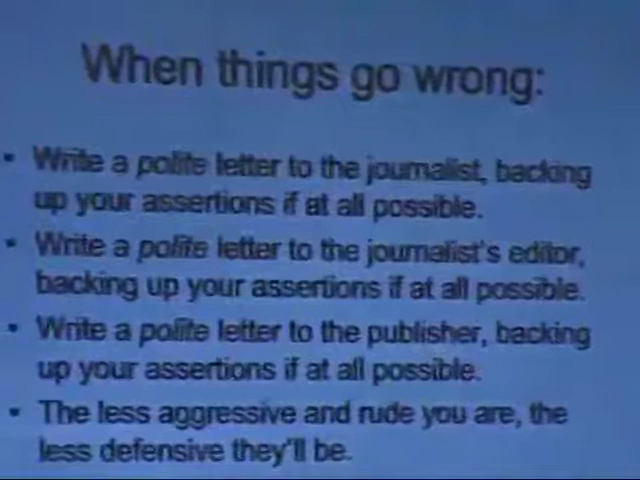 When things go wrong:
• Write a polite letter to the journalist, backing
up your assertions if at all possible.
• Write a polite letter to the journalist's editor,
backing up your assertions if at all possible.
• Write a polite letter to the publisher, backing
up your assertions if at all possible.
• The less aggressive and rude you are, the
less defensive they'll be.